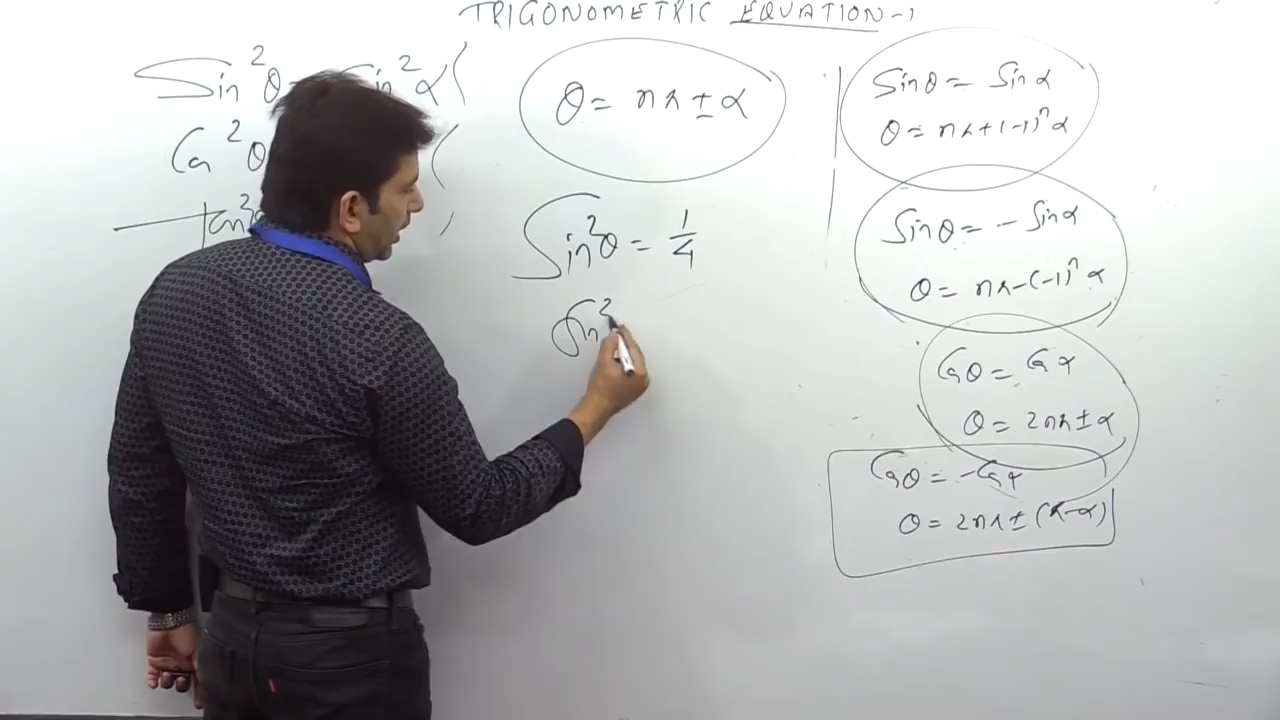 TRIGONOMETRIC EQUATION-1
Sin²θ = Sin²α
Cos²θ
tan²θ
θ = nπ ± α
Sin²θ = 1/4
Sin²
Sinθ = Sinα
θ = nπ + (-1)ⁿ α
Sinθ = - Sinα
θ = nπ - (-1)ⁿ α
Cosθ = Cosα
θ = 2nπ ± α
Cosθ = -Cosα
θ = 2nπ ± (π-α)